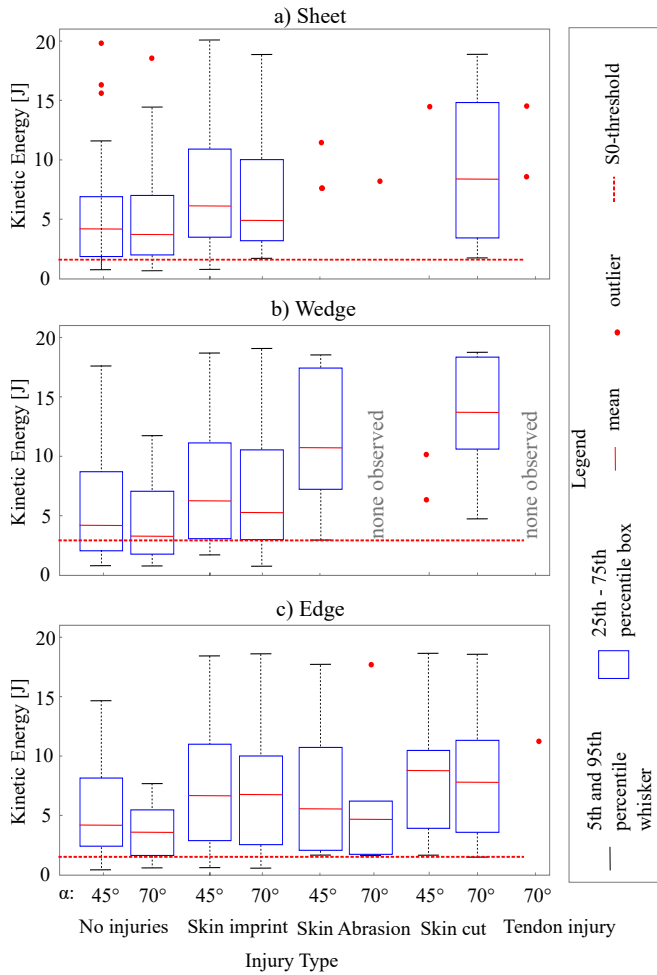 a) Sheet
Kinetic Energy [J]
20
15
10
5
0
b) Wedge
Kinetic Energy [J]
20
15
10
5
0
none observed
none observed
c) Edge
Kinetic Energy [J]
20
15
10
5
0
α: 45° 70° 45° 70° 45° 70° 45° 70° 70°
No injuries Skin imprint Skin Abrasion Skin cut Tendon injury
Injury Type
Legend
5th and 95th
percentile
whisker
25th - 75th
percentile box
mean
outlier
S0-threshold